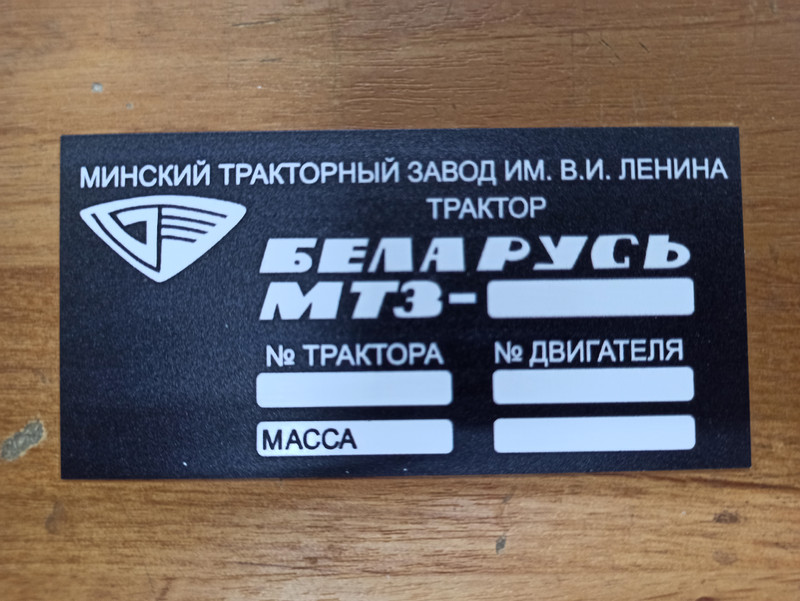 МИНСКИЙ ТРАКТОРНЫЙ ЗАВОД ИМ. В.И. ЛЕНИНА
ТРАКТОР
БЕЛАРУСЬ
МТЗ-
№ ТРАКТОРА № ДВИГАТЕЛЯ
МАССА